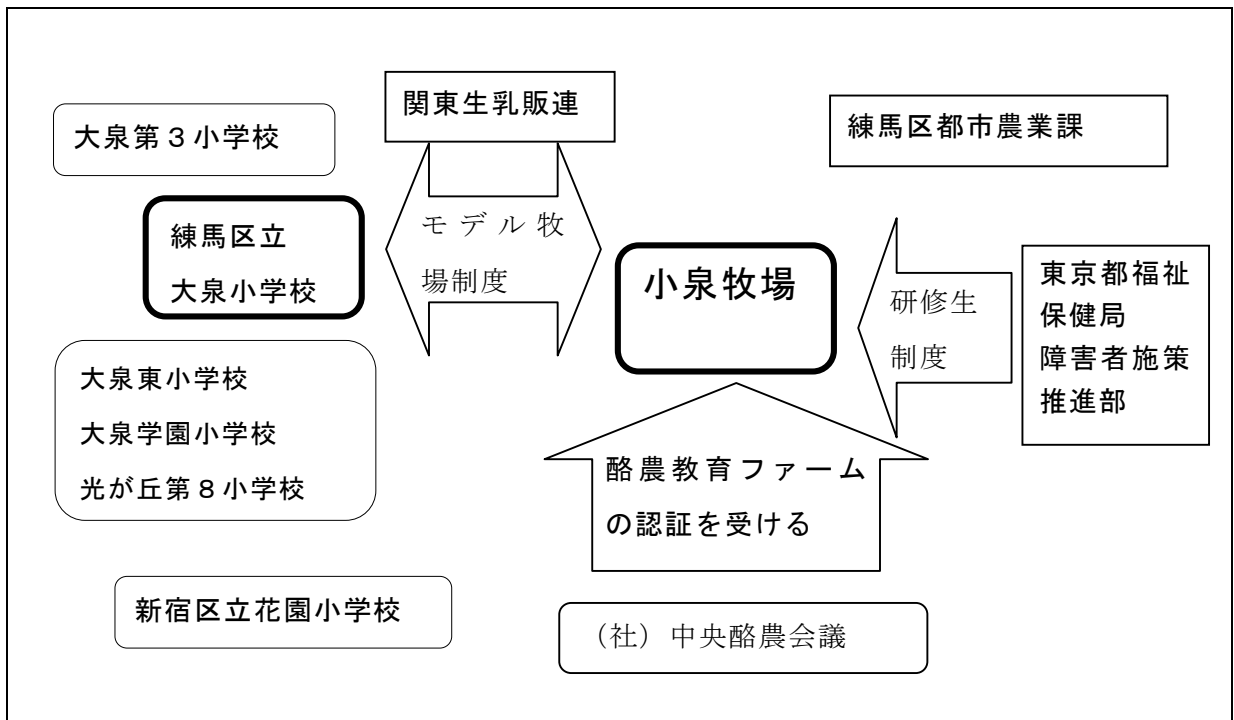 関東生乳販連
大泉第３小学校
練馬区都市農業課
練馬区立
大泉小学校
モデル牧
場制度
小泉牧場
研修生
制度
東京都福祉
保健局
障害者施策
推進部
大泉東小学校
大泉学園小学校
光が丘第８小学校
酪農教育ファーム
の認証を受ける
新宿区立花園小学校
（社）中央酪農会議